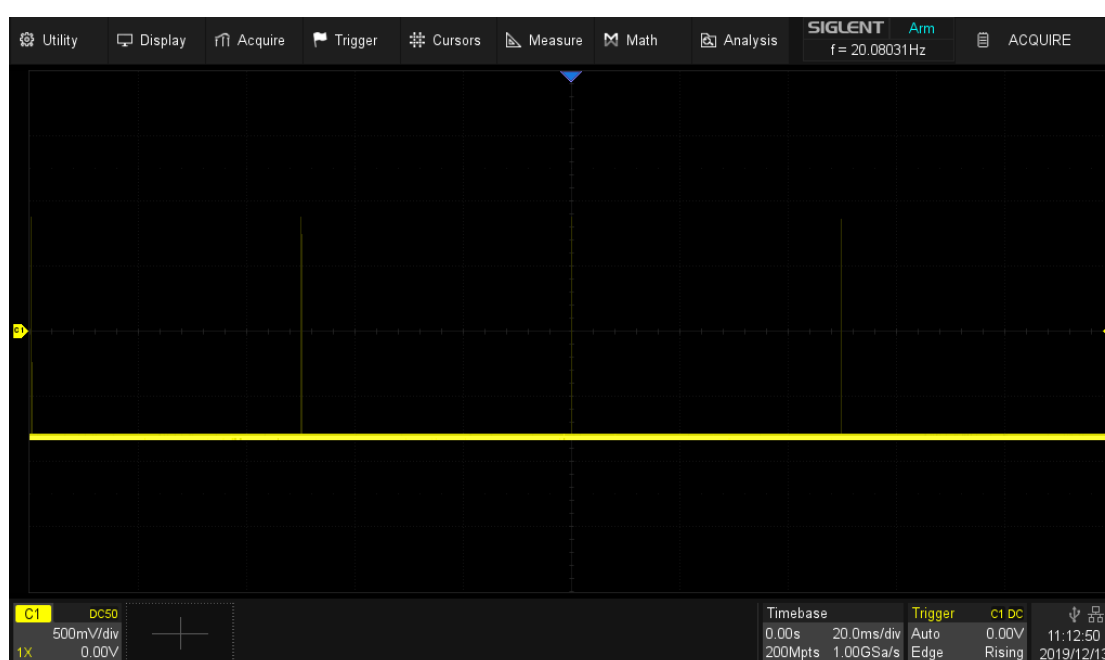 Utility Display Acquire Trigger Cursors Measure Math Analysis SIGLENT Arm ACQUIRE
f = 20.08031Hz
C1
C1 DC50
500mV/div
1X 0.00V
Timebase
0.00s 20.0ms/div
200Mpts 1.00GSa/s
Trigger C1 DC
Auto 0.00V
Edge Rising
11:12:50
2019/12/13